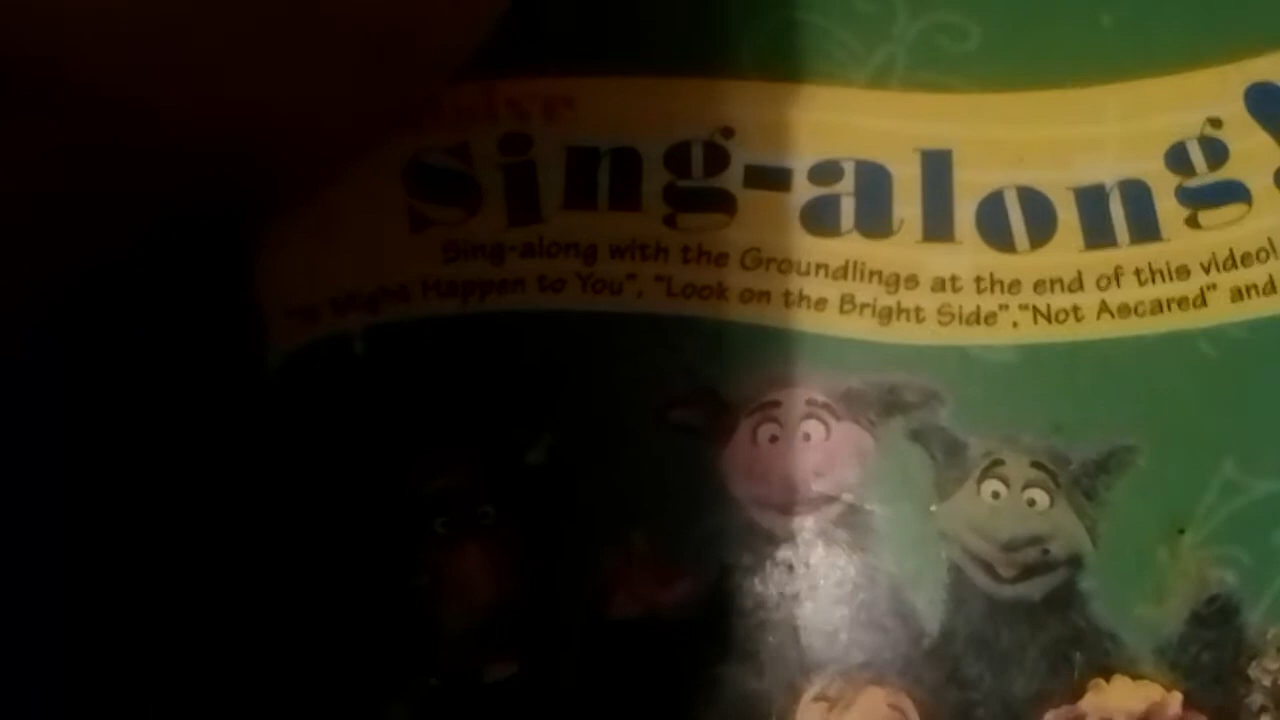 Sing-along!
Sing-along with the Groundlings at the end of this video!
Might Happen to You", "Look on the Bright Side", "Not Ascared" and